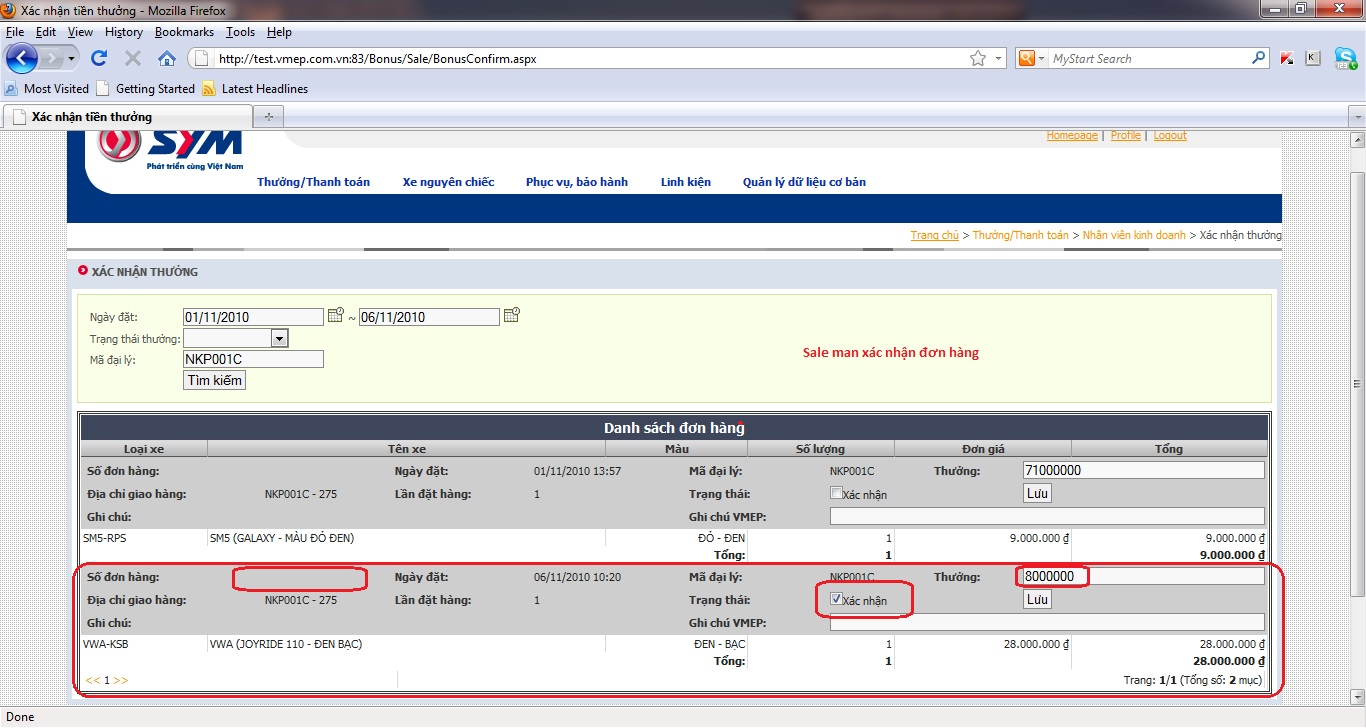 Xác nhận tiền thưởng - Mozilla Firefox
File Edit View History Bookmarks Tools Help
http://test.vmep.com.vn:83/Bonus/Sale/BonusConfirm.aspx MyStart Search
Most Visited Getting Started Latest Headlines
Xác nhận tiền thưởng
SYM
Phát triển cùng Việt Nam
Homepage | Profile | Logout
Thưởng/Thanh toán Xe nguyên chiếc Phục vụ, bảo hành Linh kiện Quản lý dữ liệu cơ bản
Trang chủ > Thưởng/Thanh toán > Nhân viên kinh doanh > Xác nhận thưởng
XÁC NHẬN THƯỞNG
Ngày đặt: 01/11/2010 ~ 06/11/2010
Trạng thái thưởng:
Mã đại lý: NKP001C
Tìm kiếm
Sale man xác nhận đơn hàng
Danh sách đơn hàng
Loại xe Tên xe Màu Số lượng Đơn giá Tổng
Số đơn hàng: Ngày đặt: 01/11/2010 13:57 Mã đại lý: NKP001C Thưởng: 71000000
Địa chỉ giao hàng: NKP001C - 275 Lần đặt hàng: 1 Trạng thái: Xác nhận Lưu
Ghi chú: Ghi chú VMEP:
SM5-RPS SM5 (GALAXY - MÀU ĐỎ ĐEN) ĐỎ - ĐEN 1 9.000.000 ₫ 9.000.000 ₫
Tổng: 1 9.000.000 ₫
Số đơn hàng: Ngày đặt: 06/11/2010 10:20 Mã đại lý: NKP001C Thưởng: 8000000
Địa chỉ giao hàng: NKP001C - 275 Lần đặt hàng: 1 Trạng thái: Xác nhận Lưu
Ghi chú: Ghi chú VMEP:
VWA-KSB VWA (JOYRIDE 110 - ĐEN BẠC) ĐEN - BẠC 1 28.000.000 ₫ 28.000.000 ₫
Tổng: 1 28.000.000 ₫
<< 1 >> Trang: 1/1 (Tổng số: 2 mục)
Done